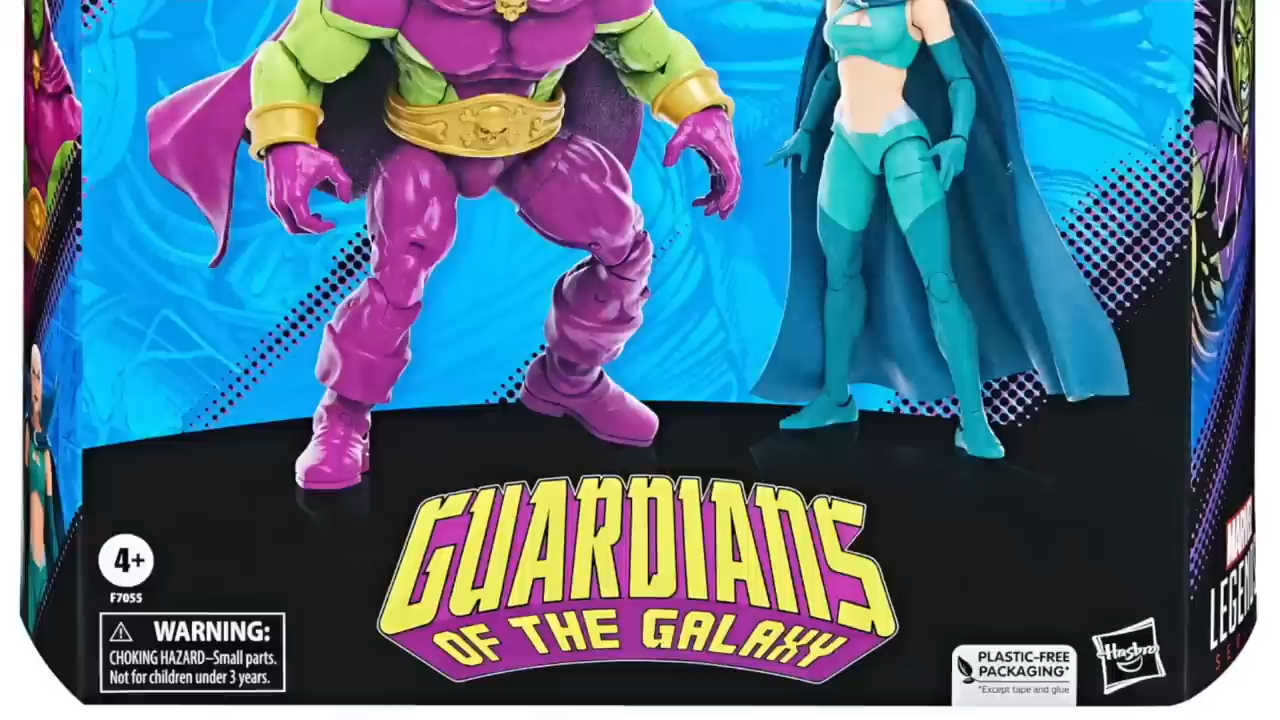 GUARDIANS
OF THE GALAXY
4+
F7055
WARNING:
CHOKING HAZARD–Small parts.
Not for children under 3 years.
PLASTIC-FREE
PACKAGING*
*Except tape and glue
Hasbro
MARVEL
LEGENDS